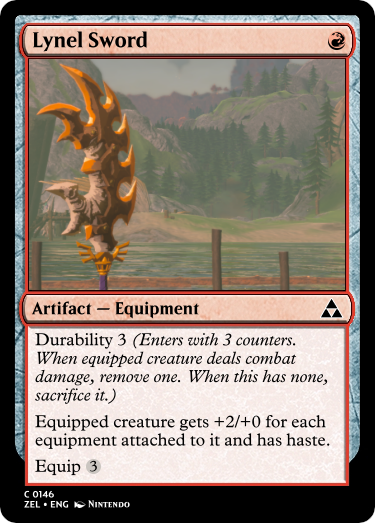 Lynel Sword
Artifact — Equipment
Durability 3 (Enters with 3 counters.
When equipped creature deals combat
damage, remove one. When this has none,
sacrifice it.)
Equipped creature gets +2/+0 for each
equipment attached to it and has haste.
Equip 3
C 0146
ZEL • ENG Nintendo